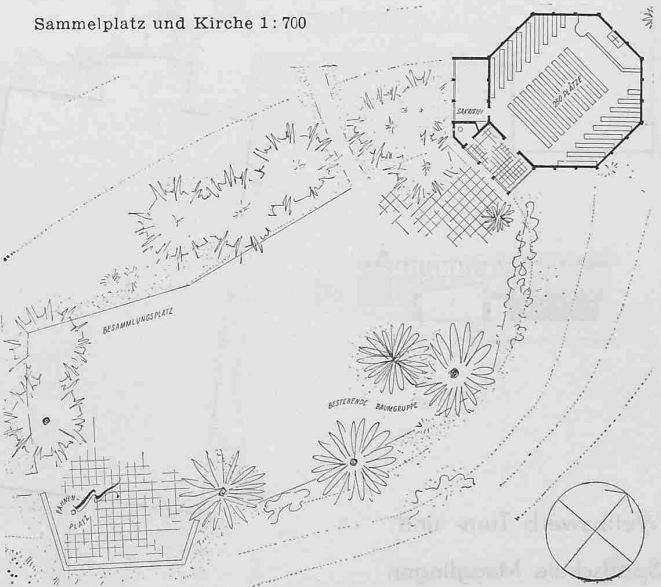 Sammelplatz und Kirche 1:700
SAKRISTEI
250 PLÄTZE
BESAMMLUNGSPLATZ
BESTEHENDE BAUMGRUPPE
FAHNEN-
PLATZ